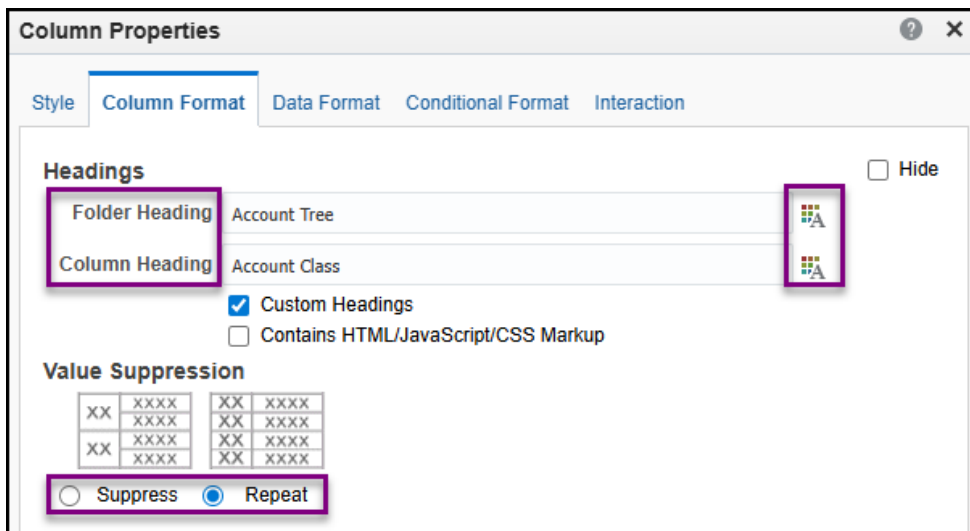 Column Properties
Style Column Format Data Format Conditional Format Interaction
Headings
Hide
Folder Heading Account Tree
Column Heading Account Class
Custom Headings
Contains HTML/JavaScript/CSS Markup
Value Suppression
XX XXXX XX XXXX
XXXX XX XXXX
XX XXXX XX XXXX
XXXX XX XXXX
Suppress Repeat